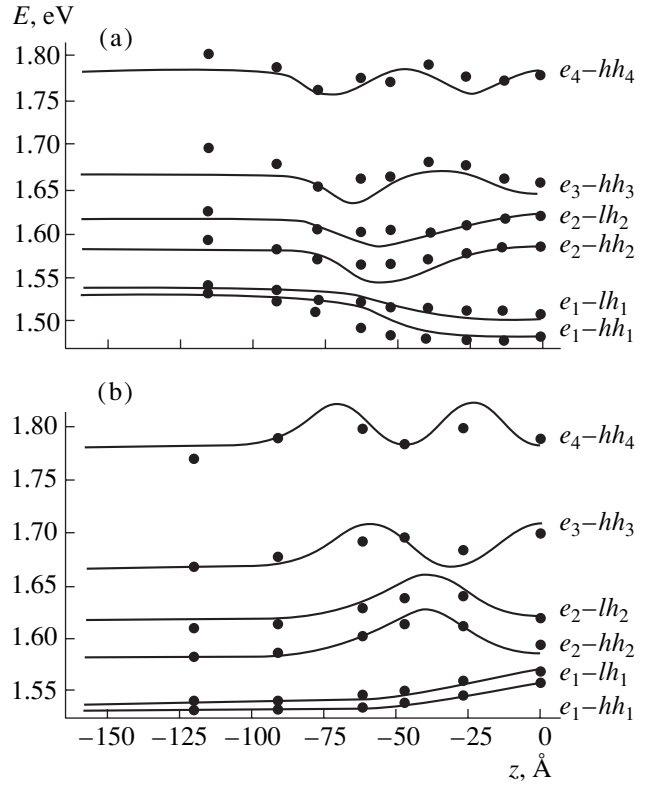 E, eV
(a)
1.80
e4–hh4
1.75
1.70
1.65
e3–hh3
e2–lh2
1.60
e2–hh2
1.55
e1–lh1
1.50
e1–hh1
(b)
1.80
e4–hh4
1.75
1.70
e3–hh3
1.65
e2–lh2
1.60
e2–hh2
e1–lh1
1.55
e1–hh1
–150 –125 –100 –75 –50 –25 0
z, Å